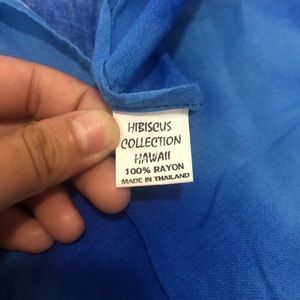 HIBISCUS
COLLECTION
HAWAII
100% RAYON
MADE IN THAILAND